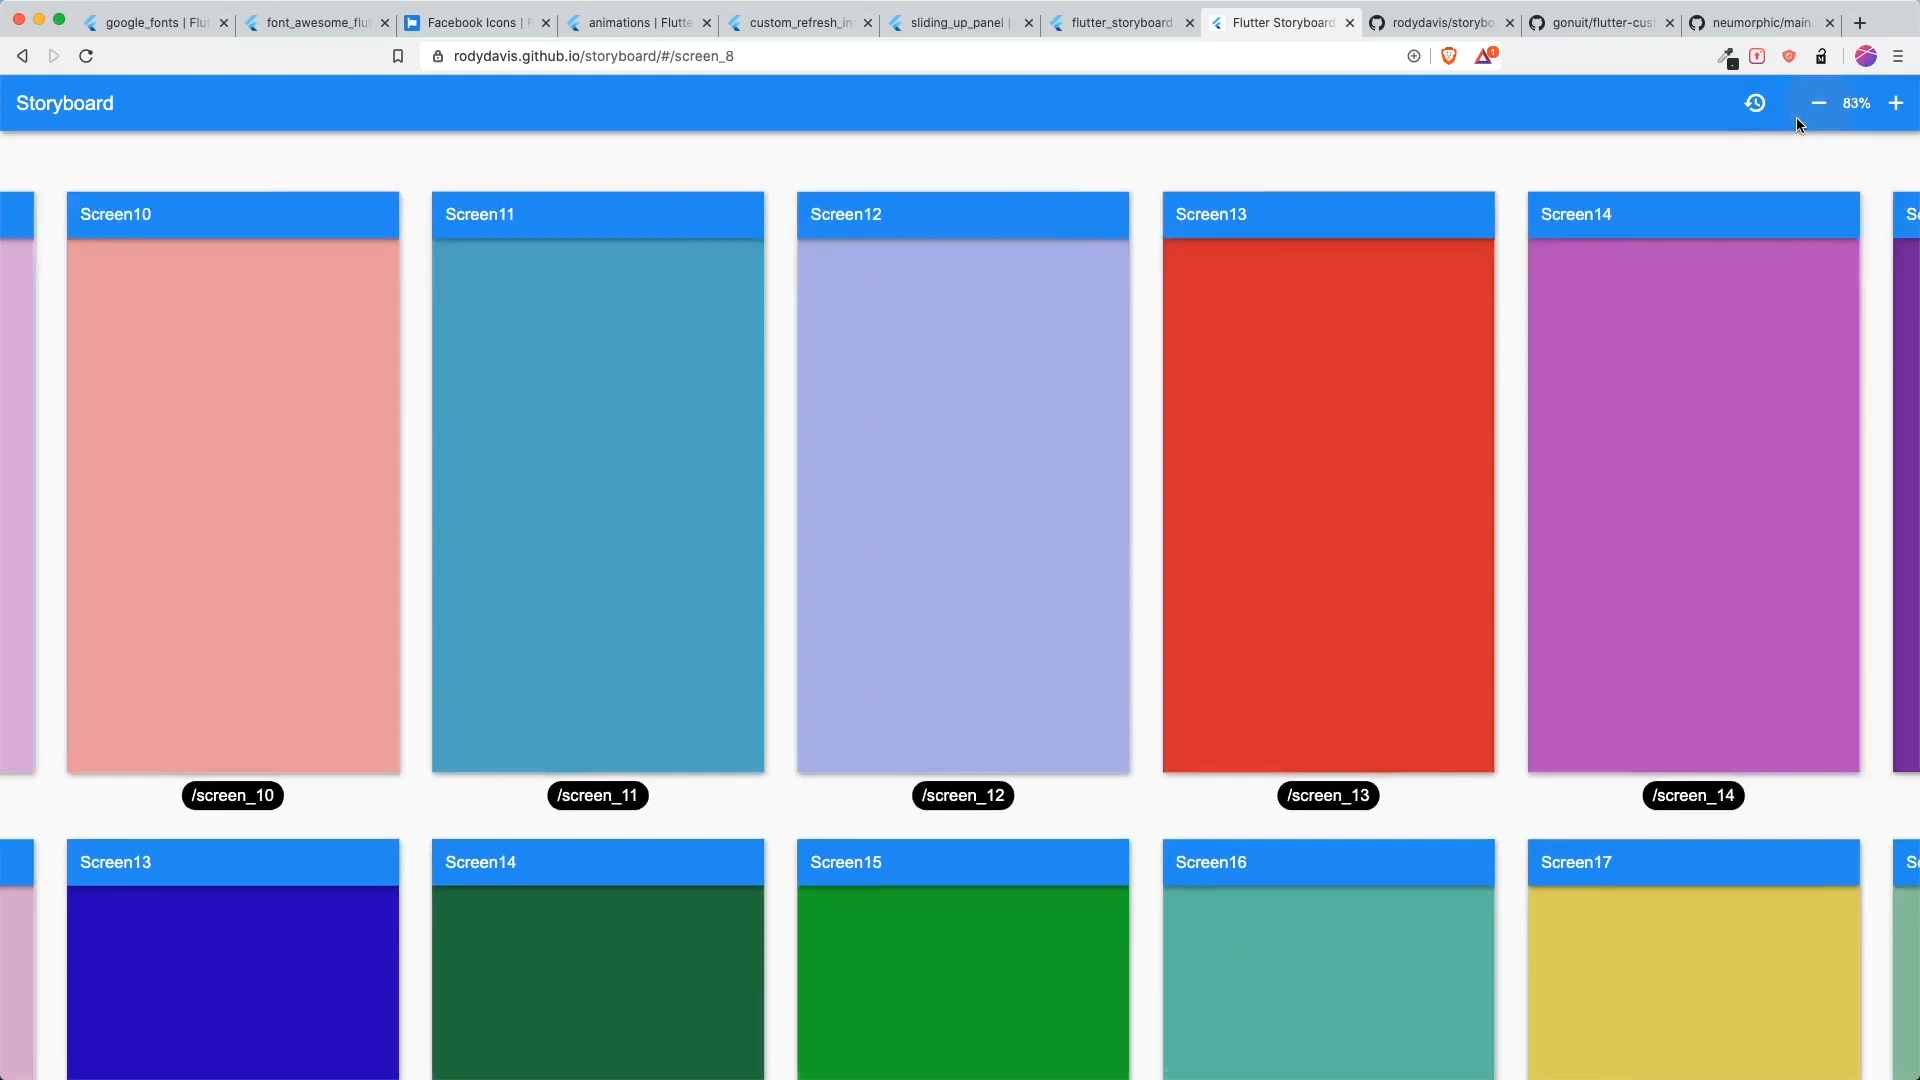 google_fonts | Flu
font_awesome_flu
Facebook Icons | F
animations | Flutte
custom_refresh_in
sliding_up_panel |
flutter_storyboard
Flutter Storyboard
rodydavis/storybo
gonuit/flutter-cus
neumorphic/main.
rodydavis.github.io/storyboard/#/screen_8
1
Storyboard
83%
Screen10
Screen11
Screen12
Screen13
Screen14
/screen_10
/screen_11
/screen_12
/screen_13
/screen_14
Screen13
Screen14
Screen15
Screen16
Screen17